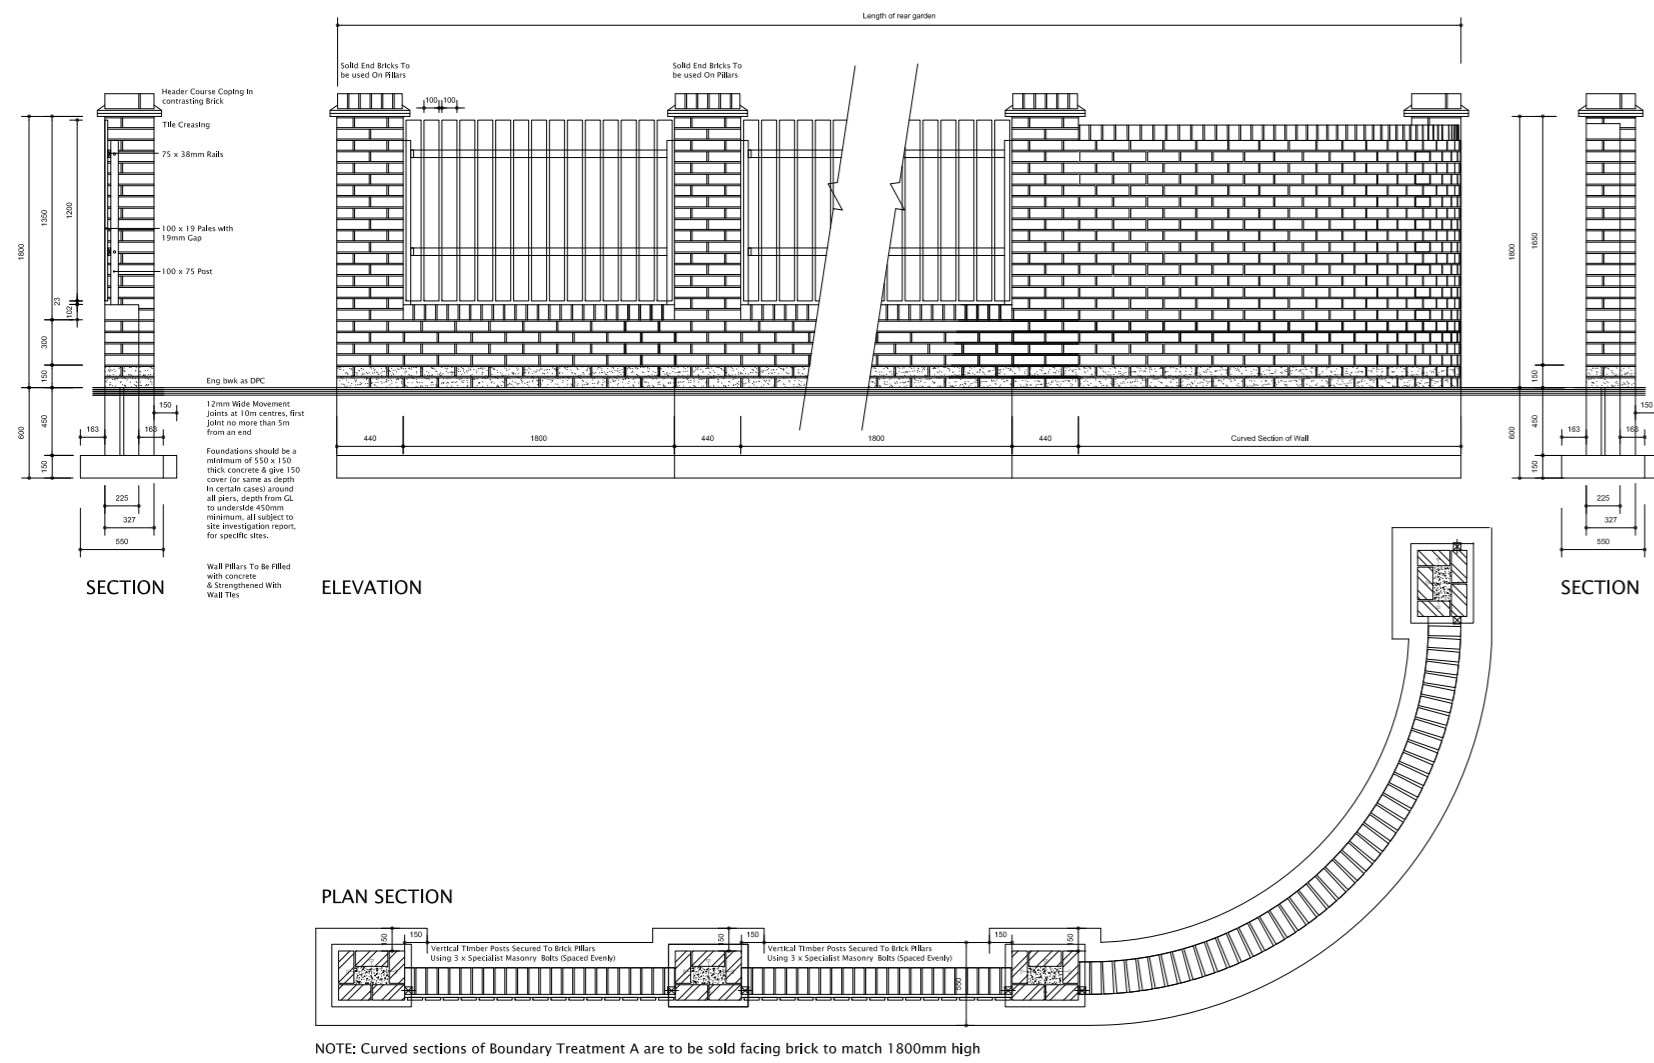 Length of rear garden
Solid End Bricks To
be used On Pillars
Solid End Bricks To
be used On Pillars
Header Course Coping In
contrasting Brick
100
100
Tile Creasing
75 x 38mm Rails
100 x 19 Pales with
19mm Gap
100 x 75 Post
1800
1350
1200
23
102
300
150
600
450
150
Eng bwk as DPC
12mm Wide Movement
Joints at 10m centres, first
Joint no more than 5m
from an end
Foundations should be a
minimum of 550 x 150
thick concrete & give 150
cover (or same as depth
In certain cases) around
all piers, depth from GL
to underside 450mm
minimum, all subject to
site investigation report,
for specific sites.
Wall Pillars To Be Filled
with concrete
& Strengthened With
Wall Ties
150
163
163
225
327
550
SECTION
440
1800
440
1800
440
Curved Section of Wall
ELEVATION
1800
1650
150
600
450
150
150
163
163
225
327
550
SECTION
PLAN SECTION
150
150
Vertical Timber Posts Secured To Brick Pillars
Using 3 x Specialist Masonry Bolts (Spaced Evenly)
150
150
Vertical Timber Posts Secured To Brick Pillars
Using 3 x Specialist Masonry Bolts (Spaced Evenly)
550
150
150
NOTE: Curved sections of Boundary Treatment A are to be sold facing brick to match 1800mm high